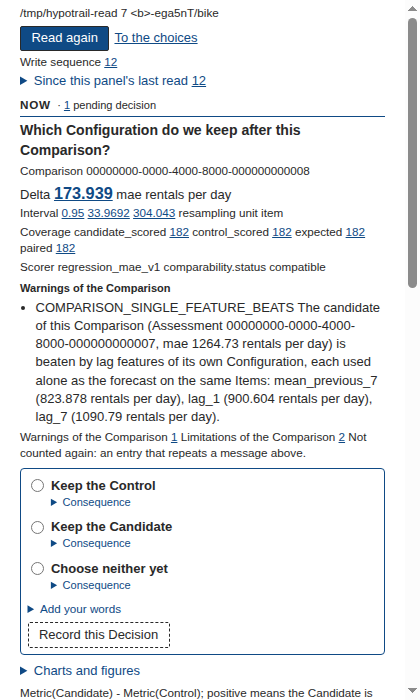 /tmp/hypotrail-read 7 <b>-ega5nT/bike
Read again To the choices
Write sequence 12
Since this panel's last read 12
NOW · 1 pending decision
Which Configuration do we keep after this
Comparison?
Comparison 00000000-0000-4000-8000-000000000008
Delta 173.939 mae rentals per day
Interval 0.95 33.9692 304.043 resampling unit item
Coverage candidate_scored 182 control_scored 182 expected 182
paired 182
Scorer regression_mae_v1 comparability.status compatible
Warnings of the Comparison
• COMPARISON_SINGLE_FEATURE_BEATS The candidate
of this Comparison (Assessment 00000000-0000-4000-
8000-000000000007, mae 1264.73 rentals per day) is
beaten by lag features of its own Configuration, each used
alone as the forecast on the same Items: mean_previous_7
(823.878 rentals per day), lag_1 (900.604 rentals per day),
lag_7 (1090.79 rentals per day).
Warnings of the Comparison 1 Limitations of the Comparison 2 Not
counted again: an entry that repeats a message above.
Keep the Control
Consequence
Keep the Candidate
Consequence
Choose neither yet
Consequence
Add your words
Record this Decision
Charts and figures
Metric(Candidate) - Metric(Control); positive means the Candidate is